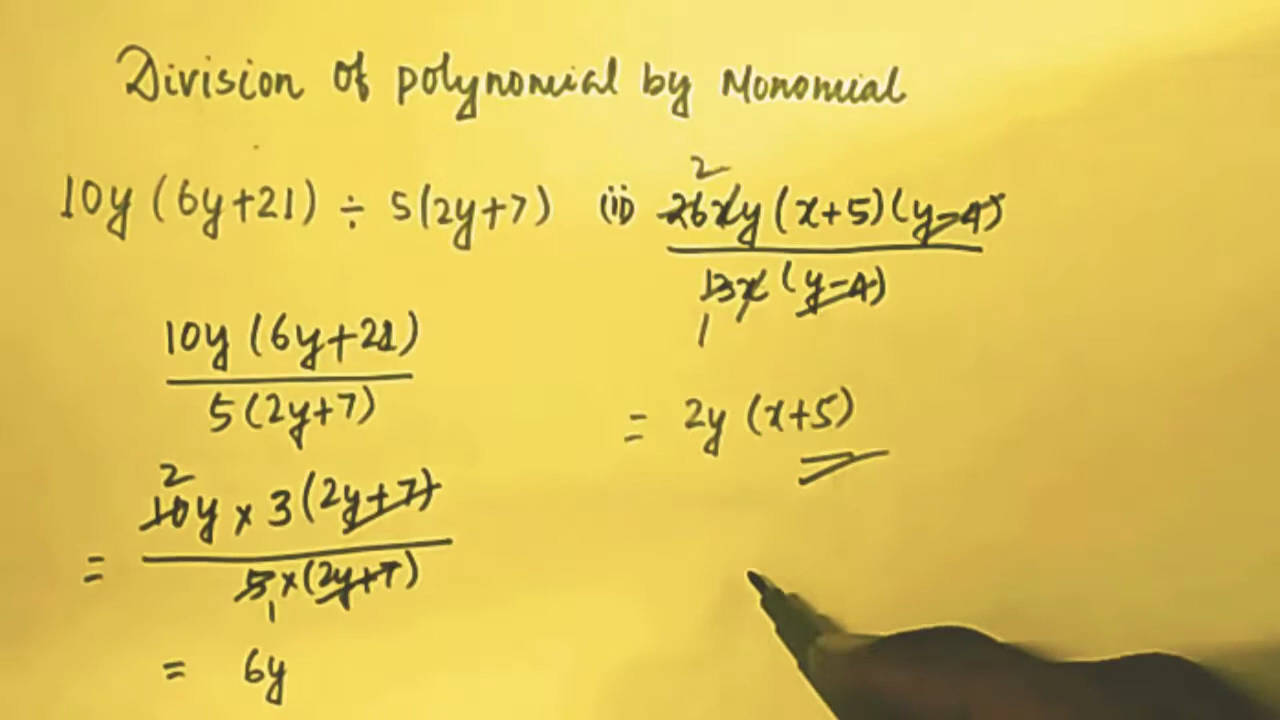 Division of polynomial by Monomial
10y (6y+21) ÷ 5(2y+7)
10y (6y+21)
5(2y+7)
2
= 10y × 3 (2y+7)
5 × (2y+7)
1
= 6y
2
(ii) 26xy (x+5)(y-4)
13x (y-4)
1
= 2y (x+5)